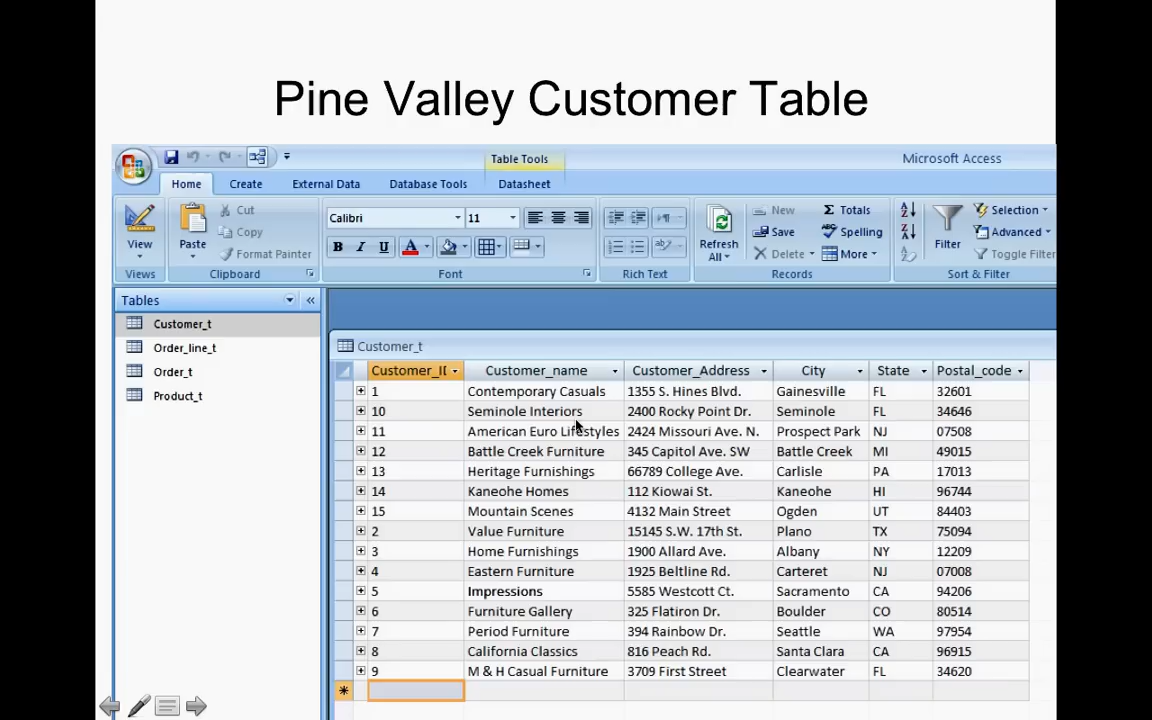 Pine Valley Customer Table
Table Tools Microsoft Access
Home Create External Data Database Tools Datasheet
Cut Calibri 11 New Totals Selection
Copy Save Spelling Advanced
View Paste Format Painter B I U A Refresh All Delete More Filter Toggle Filter
Views Clipboard Font Rich Text Records Sort & Filter
Tables
Customer_t
Order_line_t
Order_t
Product_t
Customer_t
Customer_ID Customer_name Customer_Address City State Postal_code
1 Contemporary Casuals 1355 S. Hines Blvd. Gainesville FL 32601
10 Seminole Interiors 2400 Rocky Point Dr. Seminole FL 34646
11 American Euro Lifestyles 2424 Missouri Ave. N. Prospect Park NJ 07508
12 Battle Creek Furniture 345 Capitol Ave. SW Battle Creek MI 49015
13 Heritage Furnishings 66789 College Ave. Carlisle PA 17013
14 Kaneohe Homes 112 Kiowai St. Kaneohe HI 96744
15 Mountain Scenes 4132 Main Street Ogden UT 84403
2 Value Furniture 15145 S.W. 17th St. Plano TX 75094
3 Home Furnishings 1900 Allard Ave. Albany NY 12209
4 Eastern Furniture 1925 Beltline Rd. Carteret NJ 07008
5 Impressions 5585 Westcott Ct. Sacramento CA 94206
6 Furniture Gallery 325 Flatiron Dr. Boulder CO 80514
7 Period Furniture 394 Rainbow Dr. Seattle WA 97954
8 California Classics 816 Peach Rd. Santa Clara CA 96915
9 M & H Casual Furniture 3709 First Street Clearwater FL 34620